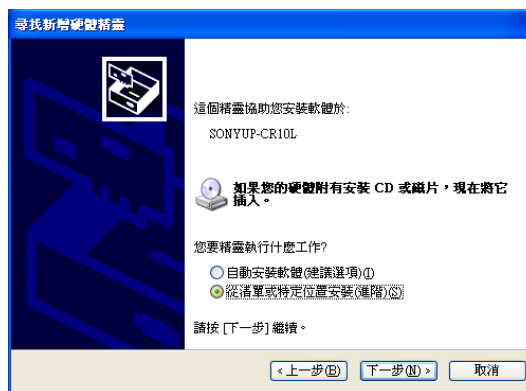 尋找新增硬體精靈
這個精靈協助您安裝軟體於:
SONYUP-CR10L
如果您的硬體附有安裝 CD 或磁片，現在將它
插入。
您要精靈執行什麼工作?
自動安裝軟體(建議選項)(I)
從清單或特定位置安裝(進階)(S)
請按 [下一步] 繼續。
< 上一步(B)
下一步(N) >
取消